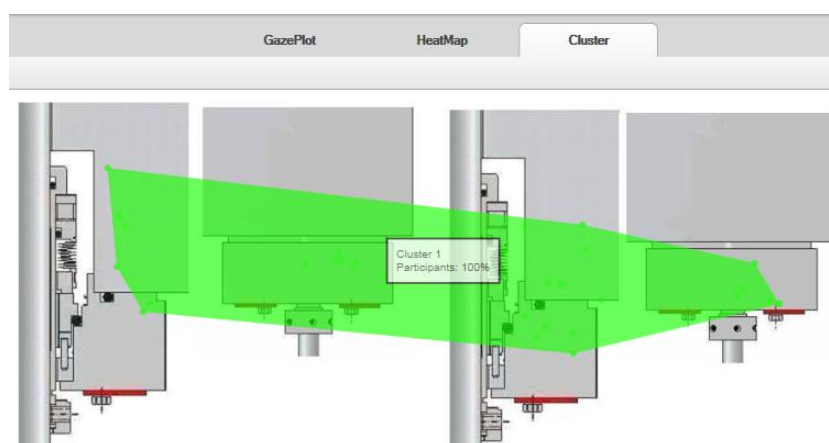 GazePlot
HeatMap
Cluster
Cluster 1
Participants: 100%